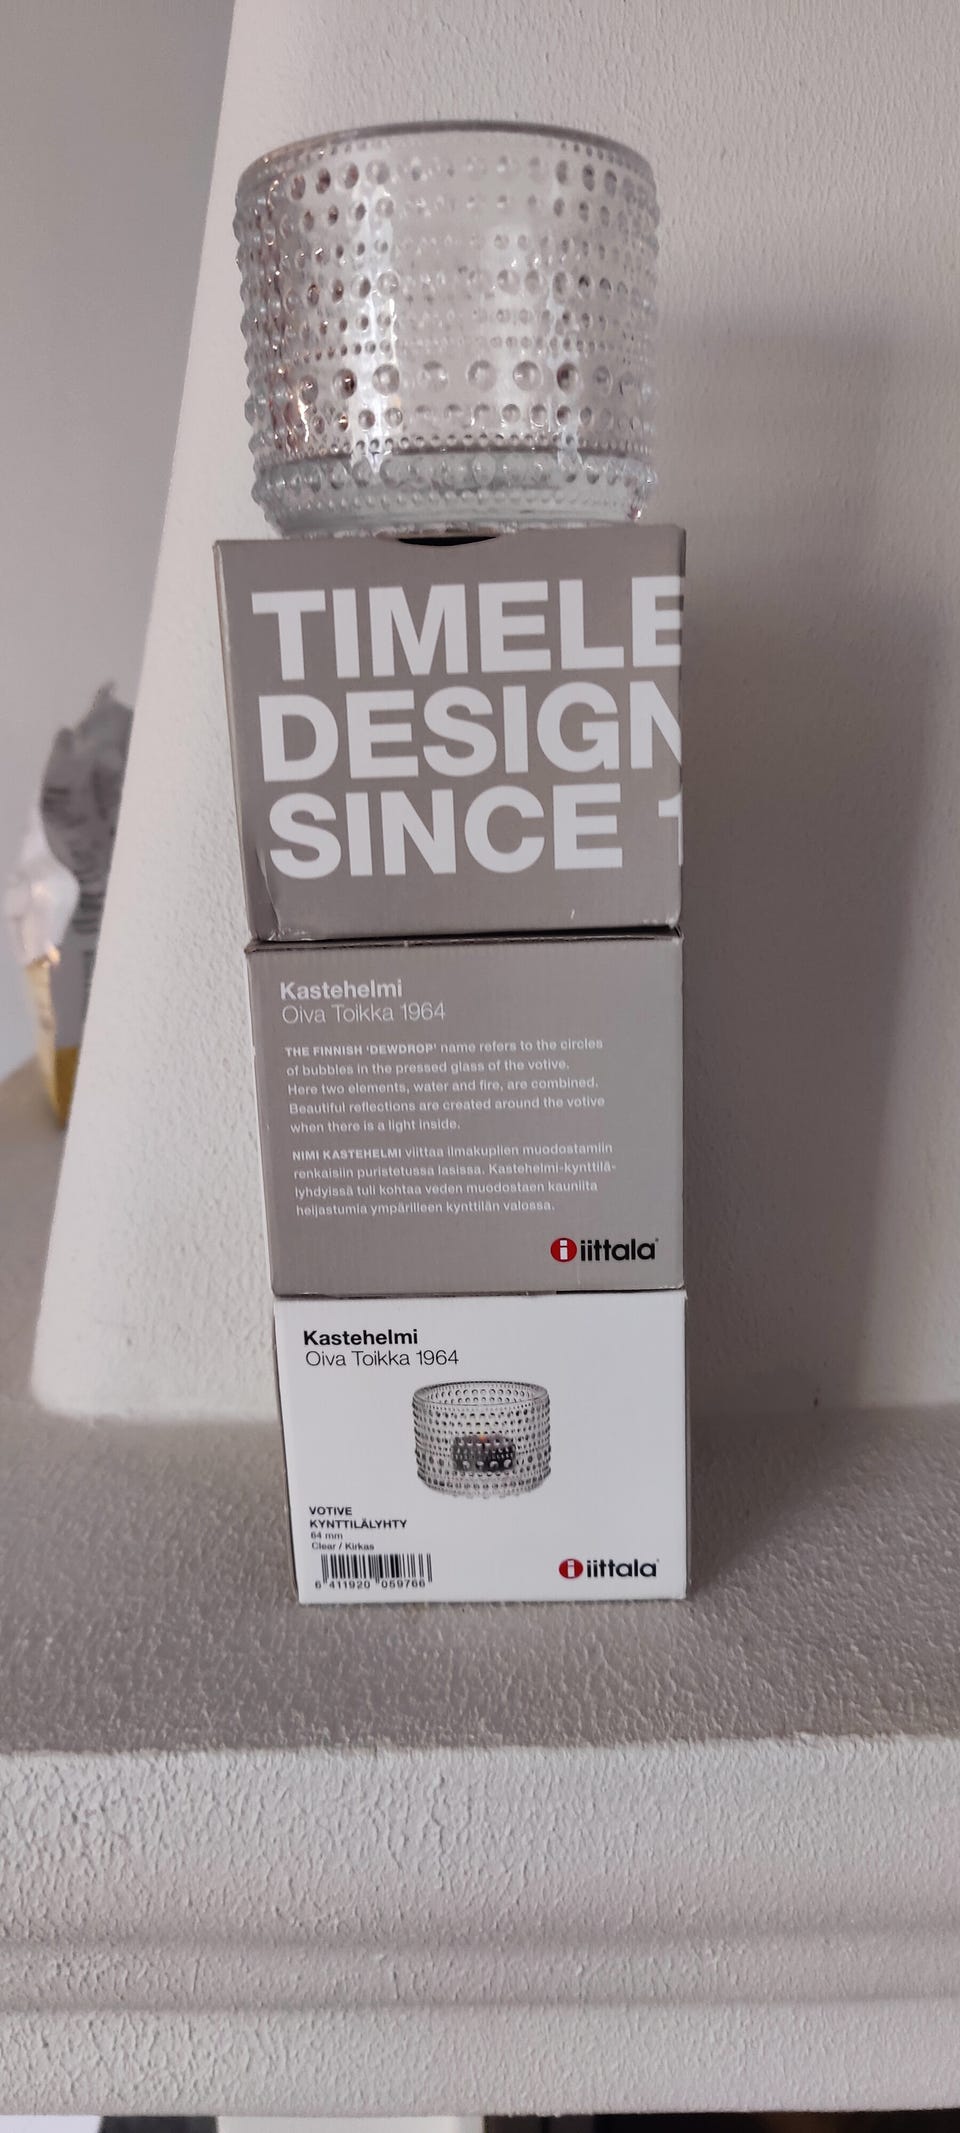 TIMELE
DESIGN
SINCE 1
Kastehelmi
Oiva Toikka 1964
THE FINNISH 'DEWDROP' name refers to the circles
of bubbles in the pressed glass of the votive.
Here two elements, water and fire, are combined.
Beautiful reflections are created around the votive
when there is a light inside.
NIMI KASTEHELMI viittaa ilmakuplien muodostamiin
renkaisiin puristetussa lasissa. Kastehelmi-kynttilä-
lyhdyissä tuli kohtaa veden muodostaen kauniita
heijastumia ympärilleen kynttilän valossa.
i iittala
Kastehelmi
Oiva Toikka 1964
VOTIVE
KYNTTILÄLYHTY
64 mm
Clear / Kirkas
6 411920 059766
i iittala